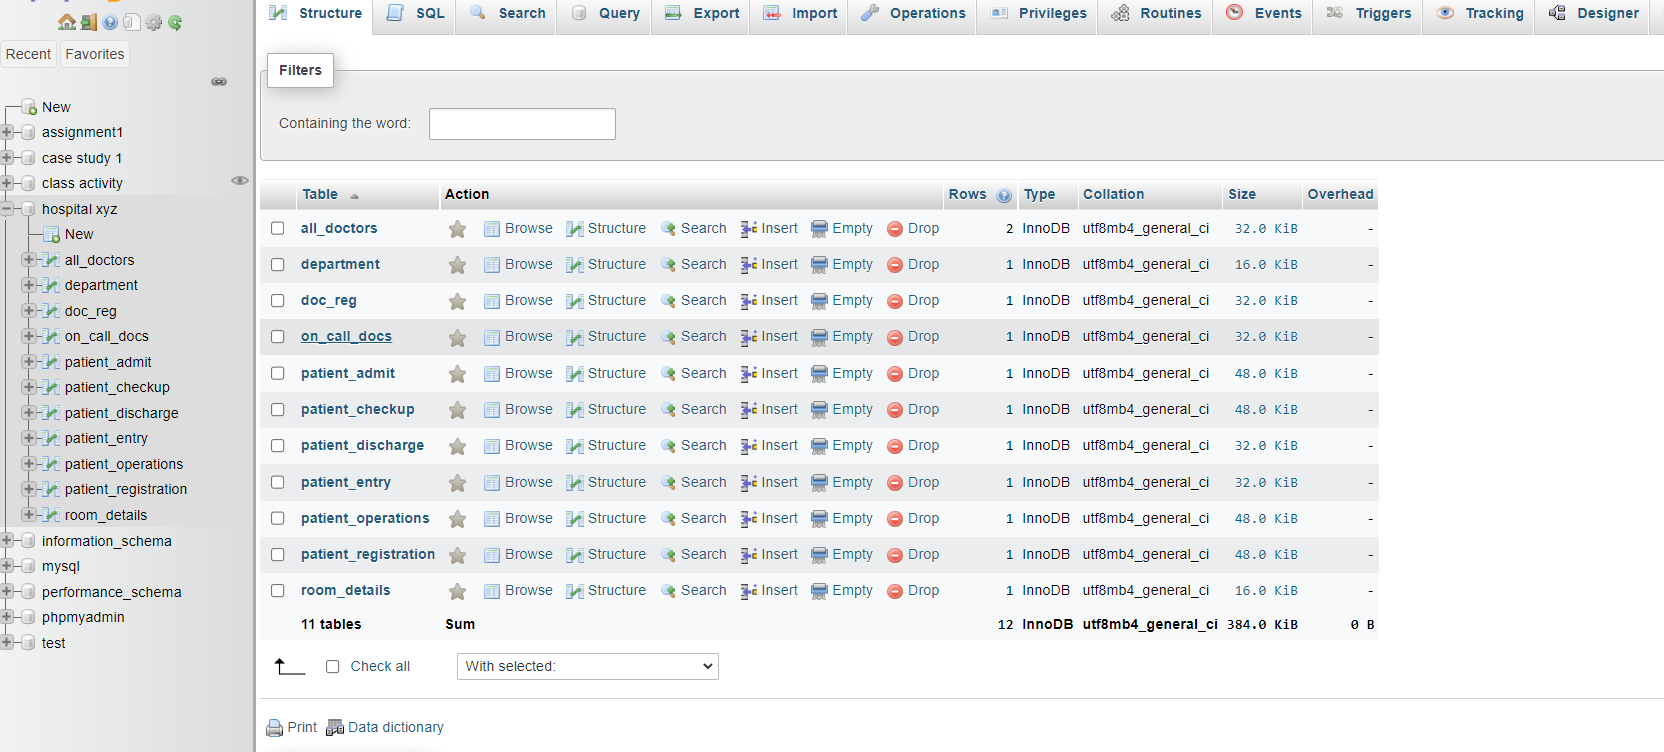 Structure SQL Search Query Export Import Operations Privileges Routines Events Triggers Tracking Designer
Recent Favorites
New
assignment1
case study 1
class activity
hospital xyz
New
all_doctors
department
doc_reg
on_call_docs
patient_admit
patient_checkup
patient_discharge
patient_entry
patient_operations
patient_registration
room_details
information_schema
mysql
performance_schema
phpmyadmin
test
Filters
Containing the word:
Table Action Rows Type Collation Size Overhead
all_doctors Browse Structure Search Insert Empty Drop 2 InnoDB utf8mb4_general_ci 32.0 KiB -
department Browse Structure Search Insert Empty Drop 1 InnoDB utf8mb4_general_ci 16.0 KiB -
doc_reg Browse Structure Search Insert Empty Drop 1 InnoDB utf8mb4_general_ci 32.0 KiB -
on_call_docs Browse Structure Search Insert Empty Drop 1 InnoDB utf8mb4_general_ci 32.0 KiB -
patient_admit Browse Structure Search Insert Empty Drop 1 InnoDB utf8mb4_general_ci 48.0 KiB -
patient_checkup Browse Structure Search Insert Empty Drop 1 InnoDB utf8mb4_general_ci 48.0 KiB -
patient_discharge Browse Structure Search Insert Empty Drop 1 InnoDB utf8mb4_general_ci 32.0 KiB -
patient_entry Browse Structure Search Insert Empty Drop 1 InnoDB utf8mb4_general_ci 32.0 KiB -
patient_operations Browse Structure Search Insert Empty Drop 1 InnoDB utf8mb4_general_ci 48.0 KiB -
patient_registration Browse Structure Search Insert Empty Drop 1 InnoDB utf8mb4_general_ci 48.0 KiB -
room_details Browse Structure Search Insert Empty Drop 1 InnoDB utf8mb4_general_ci 16.0 KiB -
11 tables Sum 12 InnoDB utf8mb4_general_ci 384.0 KiB 0 B
Check all With selected:
Print Data dictionary